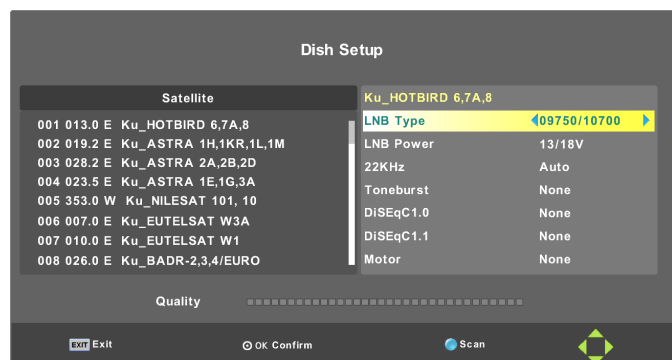 Dish Setup
Satellite
001 013.0 E Ku_HOTBIRD 6,7A,8
002 019.2 E Ku_ASTRA 1H,1KR,1L,1M
003 028.2 E Ku_ASTRA 2A,2B,2D
004 023.5 E Ku_ASTRA 1E,1G,3A
005 353.0 W Ku_NILESAT 101, 10
006 007.0 E Ku_EUTELSAT W3A
007 010.0 E Ku_EUTELSAT W1
008 026.0 E Ku_BADR-2,3,4/EURO
Ku_HOTBIRD 6,7A,8
LNB Type 09750/10700
LNB Power 13/18V
22KHz Auto
Toneburst None
DiSEqC1.0 None
DiSEqC1.1 None
Motor None
Quality
EXIT Exit OK Confirm Scan